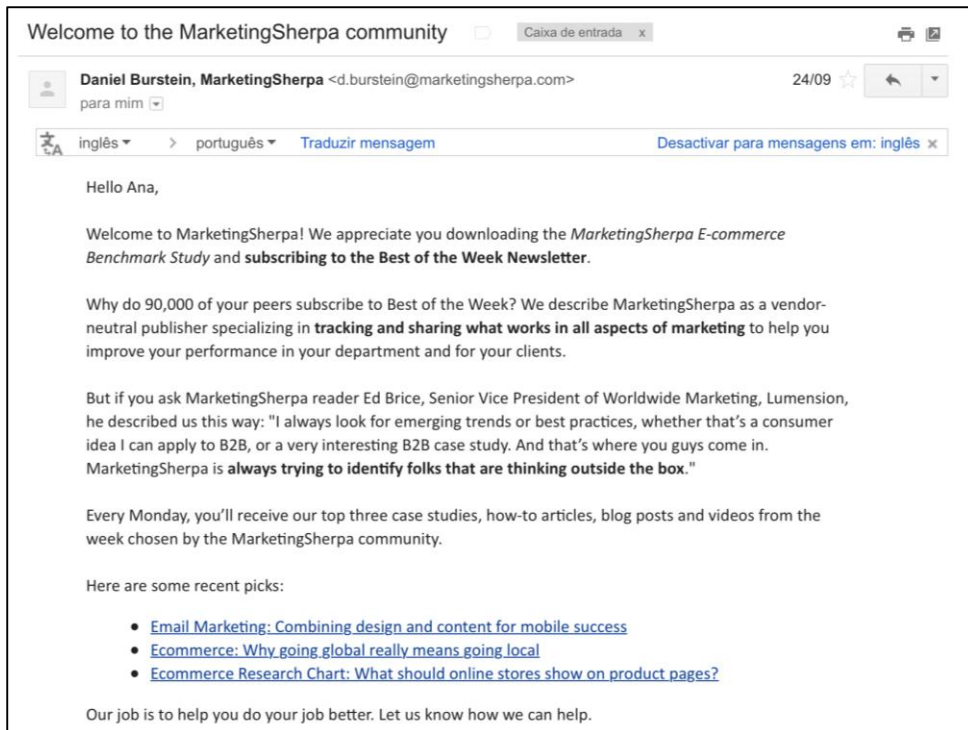 Welcome to the MarketingSherpa community Caixa de entrada x
Daniel Burstein, MarketingSherpa <d.burstein@marketingsherpa.com> 24/09
para mim
inglês > português Traduzir mensagem Desactivar para mensagens em: inglês x
Hello Ana,
Welcome to MarketingSherpa! We appreciate you downloading the MarketingSherpa E-commerce
Benchmark Study and subscribing to the Best of the Week Newsletter.
Why do 90,000 of your peers subscribe to Best of the Week? We describe MarketingSherpa as a vendor-
neutral publisher specializing in tracking and sharing what works in all aspects of marketing to help you
improve your performance in your department and for your clients.
But if you ask MarketingSherpa reader Ed Brice, Senior Vice President of Worldwide Marketing, Lumension,
he described us this way: "I always look for emerging trends or best practices, whether that's a consumer
idea I can apply to B2B, or a very interesting B2B case study. And that's where you guys come in.
MarketingSherpa is always trying to identify folks that are thinking outside the box."
Every Monday, you'll receive our top three case studies, how-to articles, blog posts and videos from the
week chosen by the MarketingSherpa community.
Here are some recent picks:
• Email Marketing: Combining design and content for mobile success
• Ecommerce: Why going global really means going local
• Ecommerce Research Chart: What should online stores show on product pages?
Our job is to help you do your job better. Let us know how we can help.